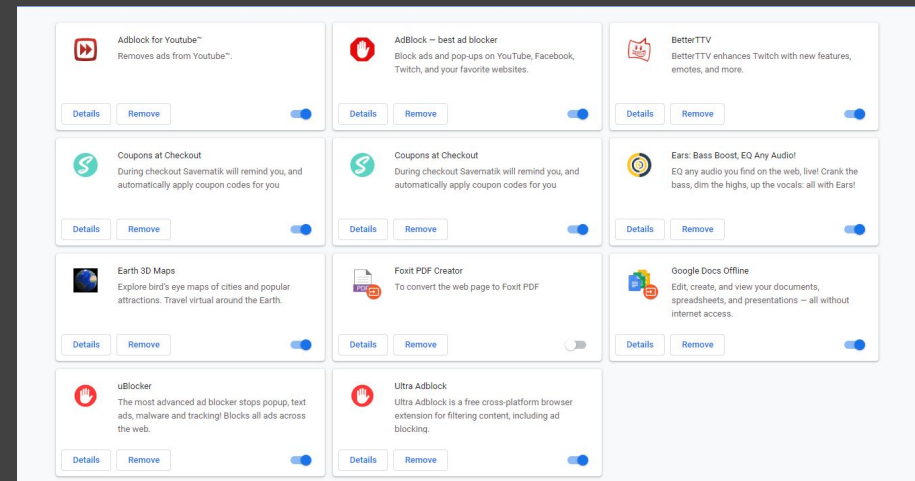 Adblock for Youtube™
Removes ads from Youtube™.
Details
Remove
AdBlock — best ad blocker
Block ads and pop-ups on YouTube, Facebook,
Twitch, and your favorite websites.
Details
Remove
BetterTTV
BetterTTV enhances Twitch with new features,
emotes, and more.
Details
Remove
Coupons at Checkout
During checkout Savematik will remind you, and
automatically apply coupon codes for you
Details
Remove
Coupons at Checkout
During checkout Savematik will remind you, and
automatically apply coupon codes for you
Details
Remove
Ears: Bass Boost, EQ Any Audio!
EQ any audio you find on the web, live! Crank the
bass, dim the highs, up the vocals: all with Ears!
Details
Remove
Earth 3D Maps
Explore bird's eye maps of cities and popular
attractions. Travel virtual around the Earth.
Details
Remove
PDF
Foxit PDF Creator
To convert the web page to Foxit PDF
Details
Remove
Google Docs Offline
Edit, create, and view your documents,
spreadsheets, and presentations — all without
internet access.
Details
Remove
uBlocker
The most advanced ad blocker stops popup, text
ads, malware and tracking! Blocks all ads across
the web.
Details
Remove
Ultra Adblock
Ultra Adblock is a free cross-platform browser
extension for filtering content, including ad
blocking.
Details
Remove